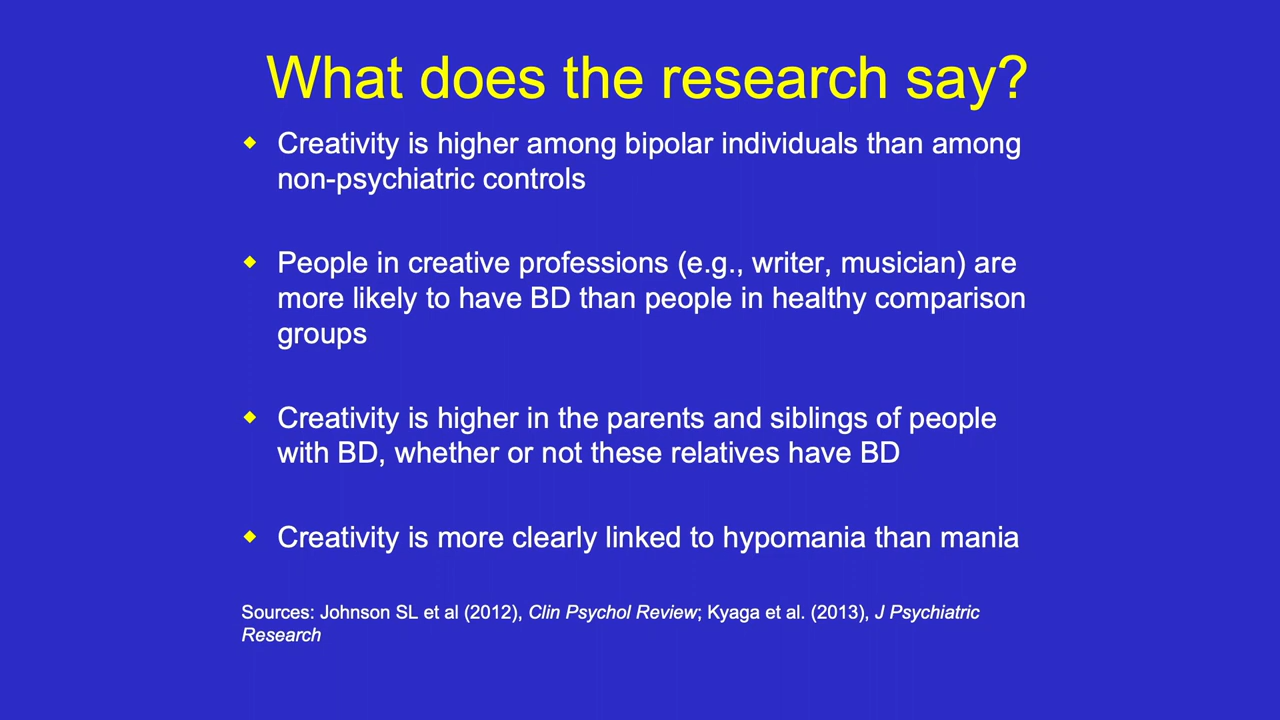 What does the research say?
Creativity is higher among bipolar individuals than among
non-psychiatric controls
People in creative professions (e.g., writer, musician) are
more likely to have BD than people in healthy comparison
groups
Creativity is higher in the parents and siblings of people
with BD, whether or not these relatives have BD
Creativity is more clearly linked to hypomania than mania
Sources: Johnson SL et al (2012), Clin Psychol Review; Kyaga et al. (2013), J Psychiatric
Research